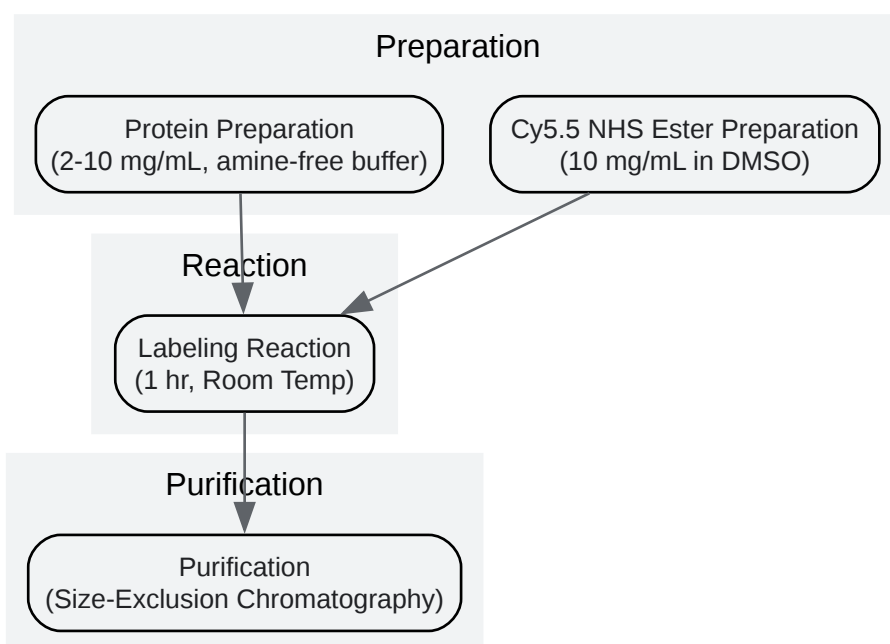 Preparation
Protein Preparation
(2-10 mg/mL, amine-free buffer)
Cy5.5 NHS Ester Preparation
(10 mg/mL in DMSO)
Reaction
Labeling Reaction
(1 hr, Room Temp)
Purification
Purification
(Size-Exclusion Chromatography)